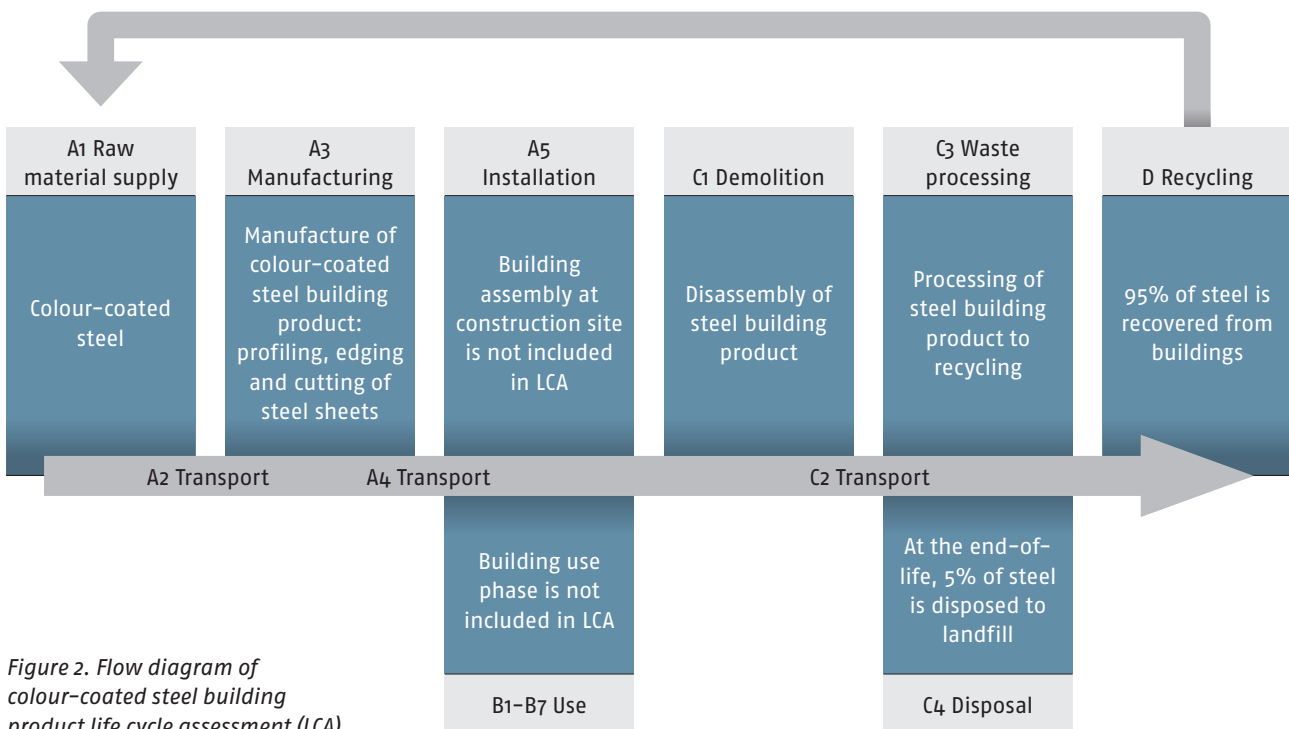 A1 Raw
material supply
Colour-coated
steel
A3
Manufacturing
Manufacture of
colour-coated
steel building
product:
profiling, edging
and cutting of
steel sheets
A5
Installation
Building
assembly at
construction site
is not included
in LCA
C1 Demolition
Disassembly of
steel building
product
C3 Waste
processing
Processing of
steel building
product to
recycling
D Recycling
95% of steel is
recovered from
buildings
A2 Transport
A4 Transport
C2 Transport
Building use
phase is not
included in LCA
B1-B7 Use
At the end-of-
life, 5% of steel
is disposed to
landfill
C4 Disposal
Figure 2. Flow diagram of
colour-coated steel building
product life cycle assessment (LCA)